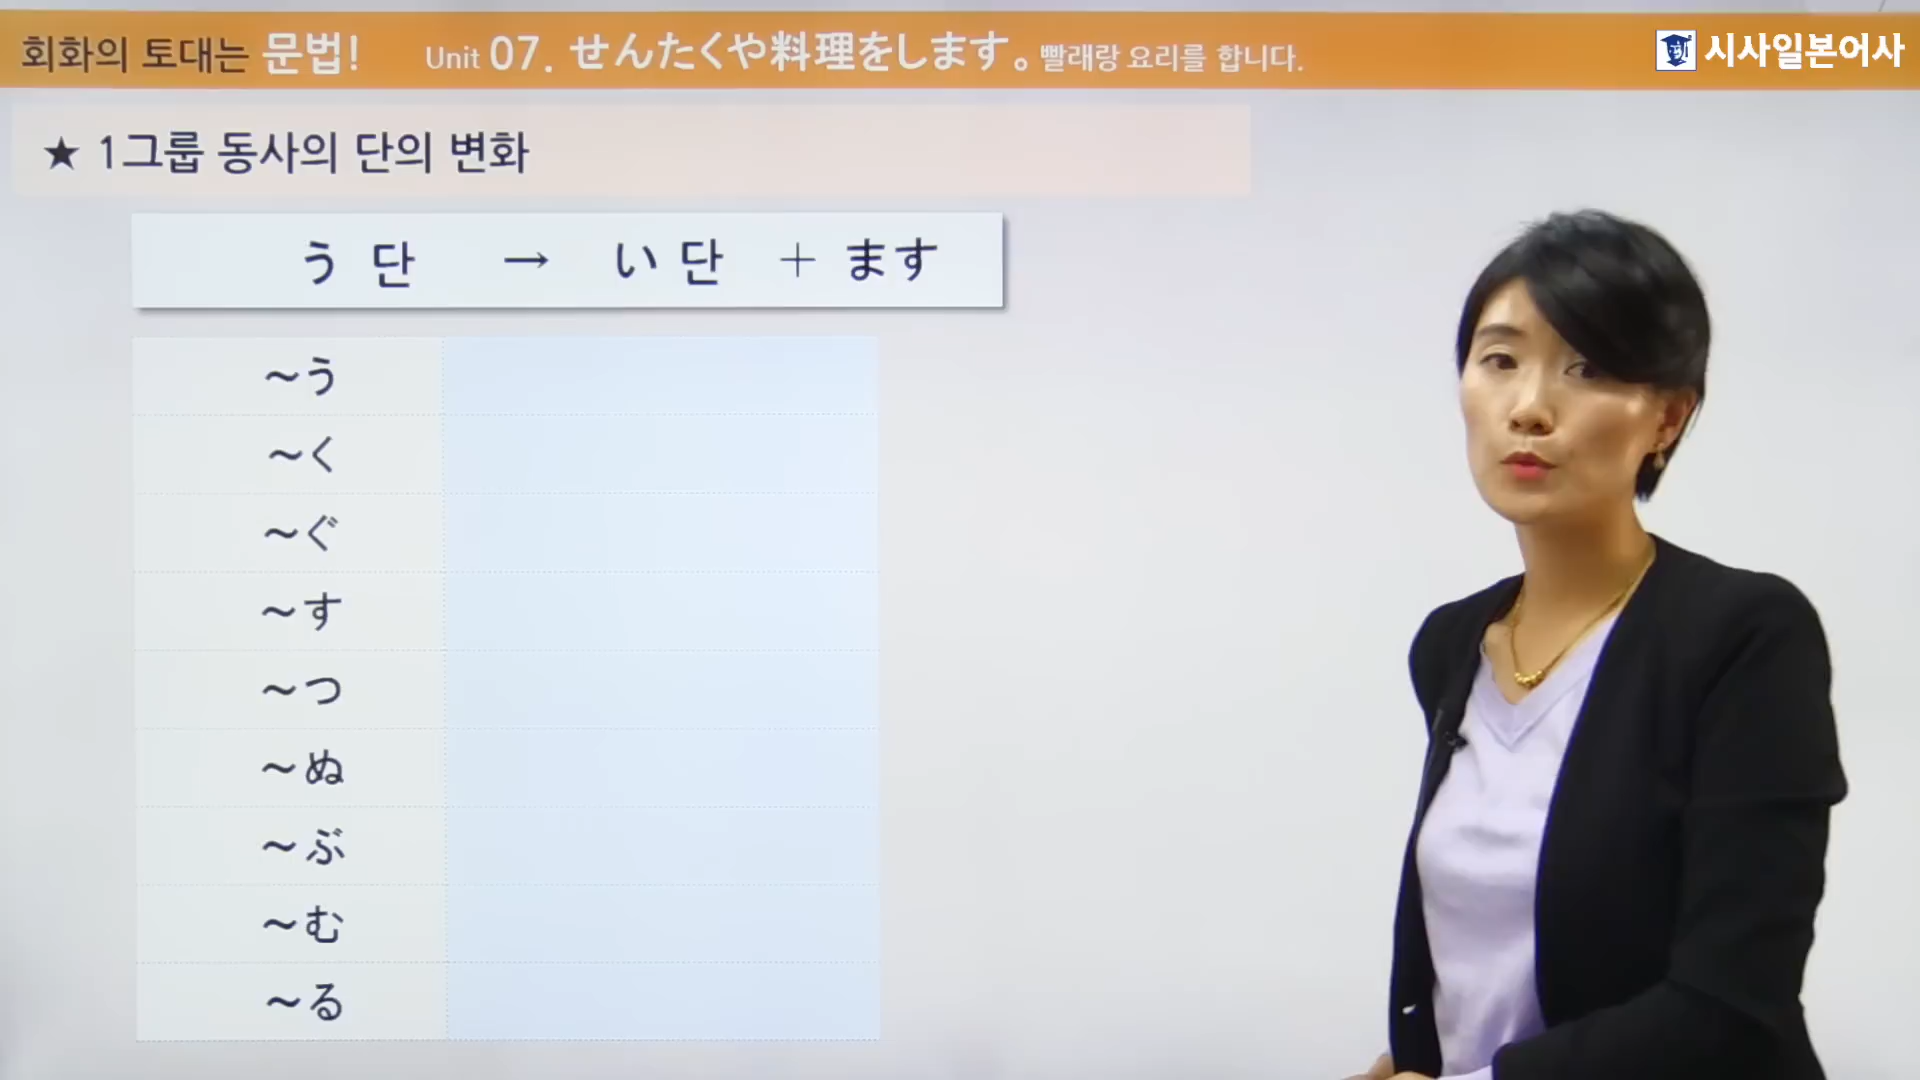 회화의 토대는 문법! Unit 07. せんたくや料理をします。빨래랑 요리를 합니다.
시사일본어사
★ 1그룹 동사의 단의 변화
う 단 → い 단 + ます
~う
~く
~ぐ
~す
~つ
~ぬ
~ぶ
~む
~る